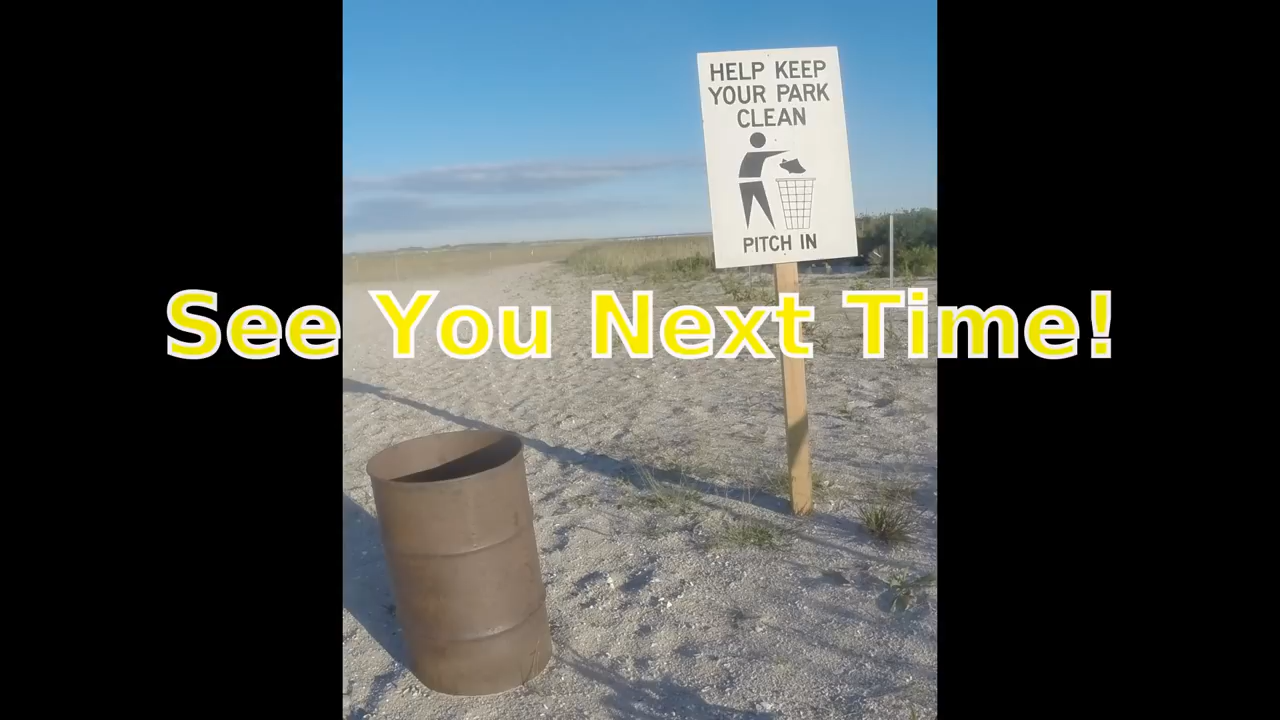 HELP KEEP
YOUR PARK
CLEAN
PITCH IN
See You Next Time!